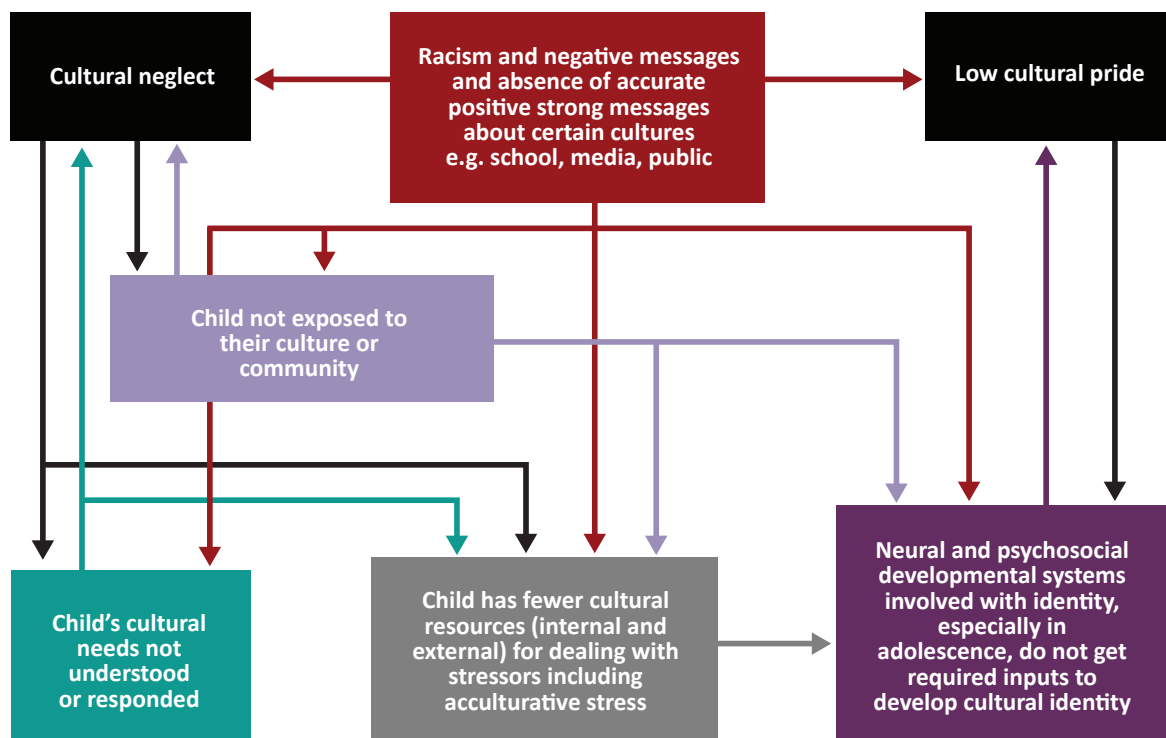 Cultural neglect
Racism and negative messages
and absence of accurate
positive strong messages
about certain cultures
e.g. school, media, public
Low cultural pride
Child not exposed to
their culture or
community
Child's cultural
needs not
understood
or responded
Child has fewer cultural
resources (internal and
external) for dealing with
stressors including
acculturative stress
Neural and psychosocial
developmental systems
involved with identity,
especially in
adolescence, do not get
required inputs to
develop cultural identity